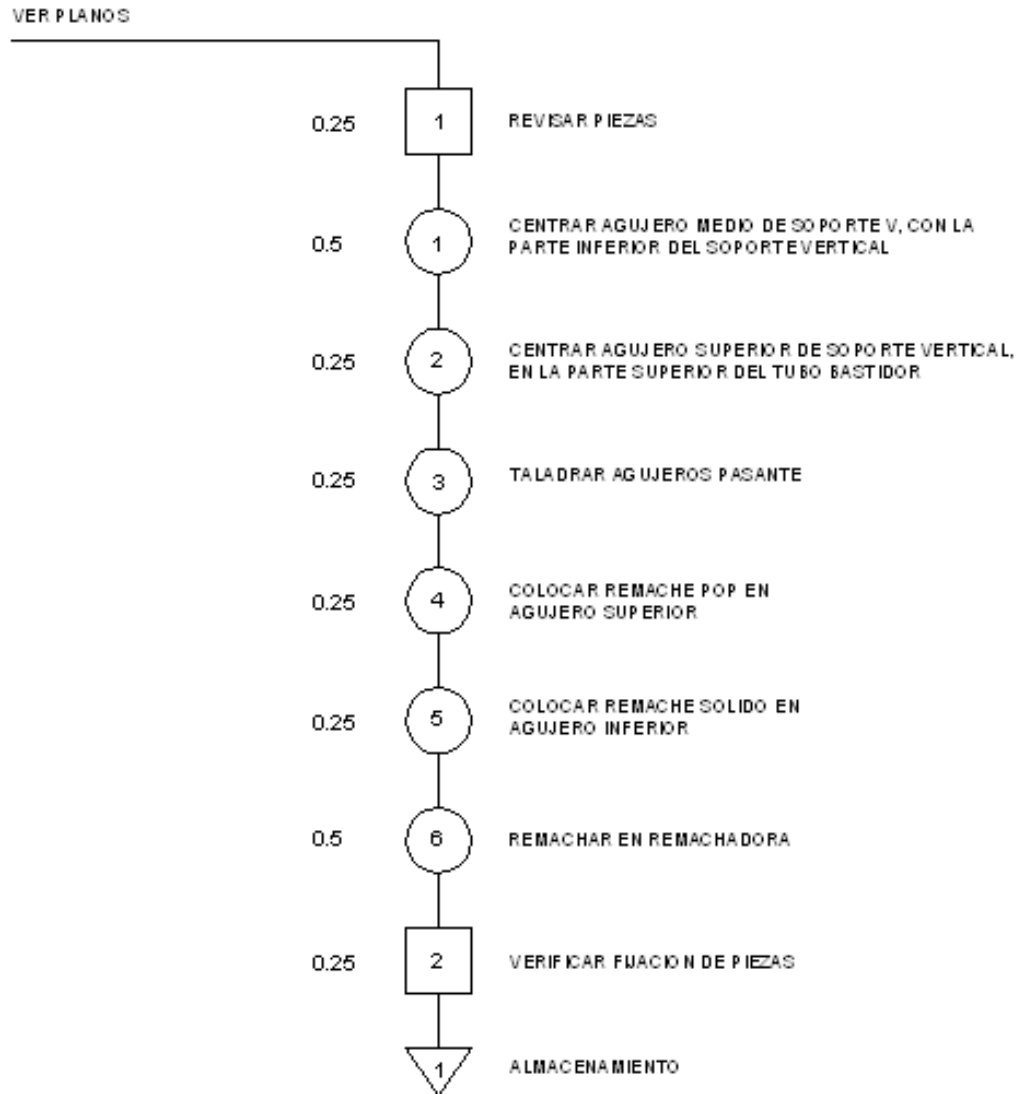 VER PLANOS
0.25 1 REVISAR PIEZAS
0.5 1 CENTRAR AGUJERO MEDIO DE SOPORTE V, CON LA
PARTE INFERIOR DEL SOPORTE VERTICAL
0.25 2 CENTRAR AGUJERO SUPERIOR DE SOPORTE VERTICAL,
EN LA PARTE SUPERIOR DEL TUBO BASTIDOR
0.25 3 TALADRAR AGUJEROS PASANTE
0.25 4 COLOCAR REMACHE POP EN
AGUJERO SUPERIOR
0.25 5 COLOCAR REMACHE SOLIDO EN
AGUJERO INFERIOR
0.5 6 REMACHAR EN REMACHADORA
0.25 2 VERIFICAR FIJACION DE PIEZAS
1 ALMACENAMIENTO